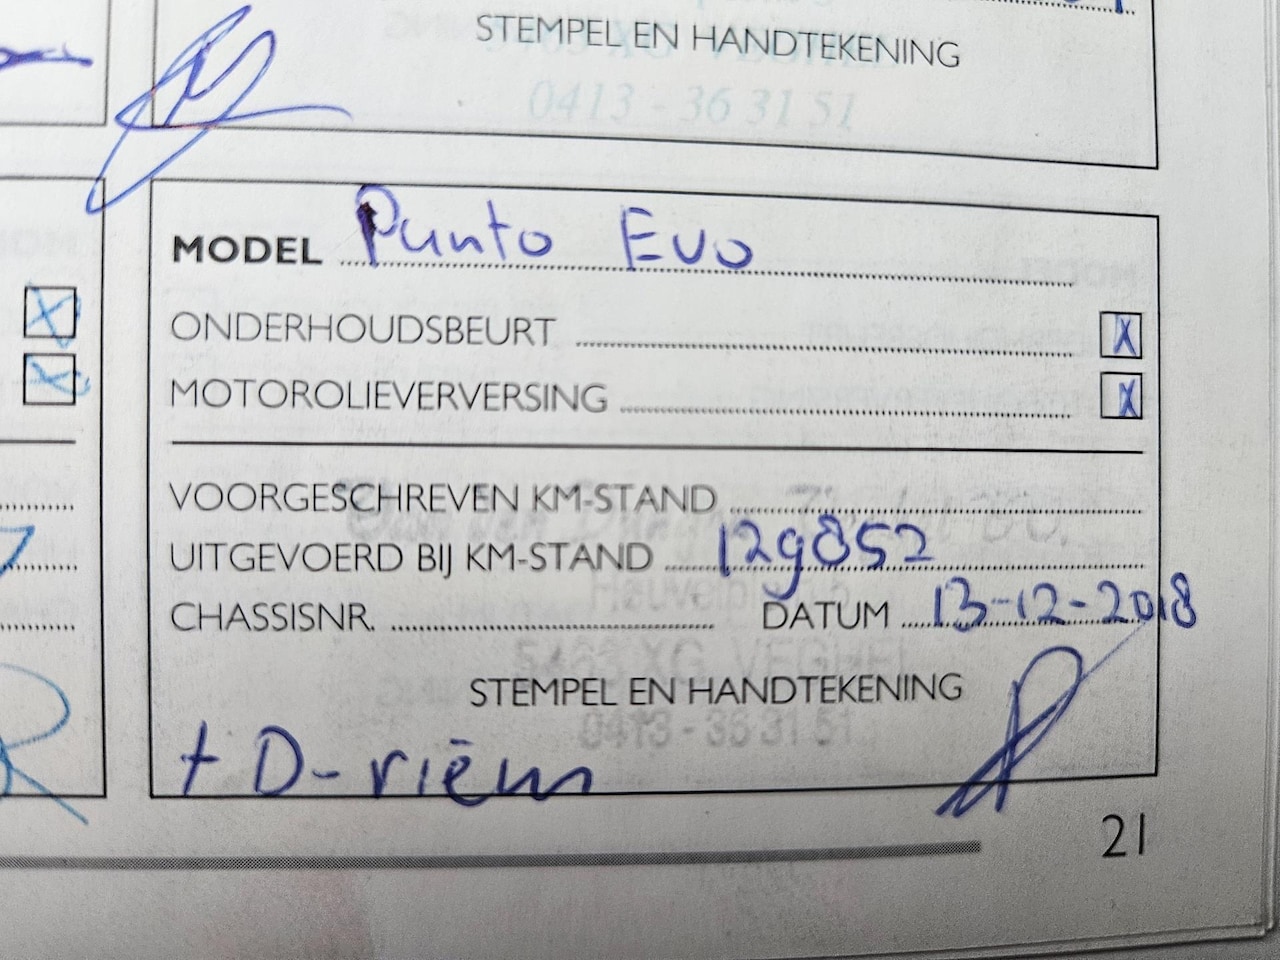 STEMPEL EN HANDTEKENING
0413 - 36 31 51
MODEL Punto Evo
ONDERHOUDSBEURT X
MOTOROLIEVERVERSING X
VOORGESCHREVEN KM-STAND
UITGEVOERD BIJ KM-STAND 129852
CHASSISNR. DATUM 13-12-2018
5463 XG VEGHEL
STEMPEL EN HANDTEKENING
0413 - 36 31 51
+ D-riem
21